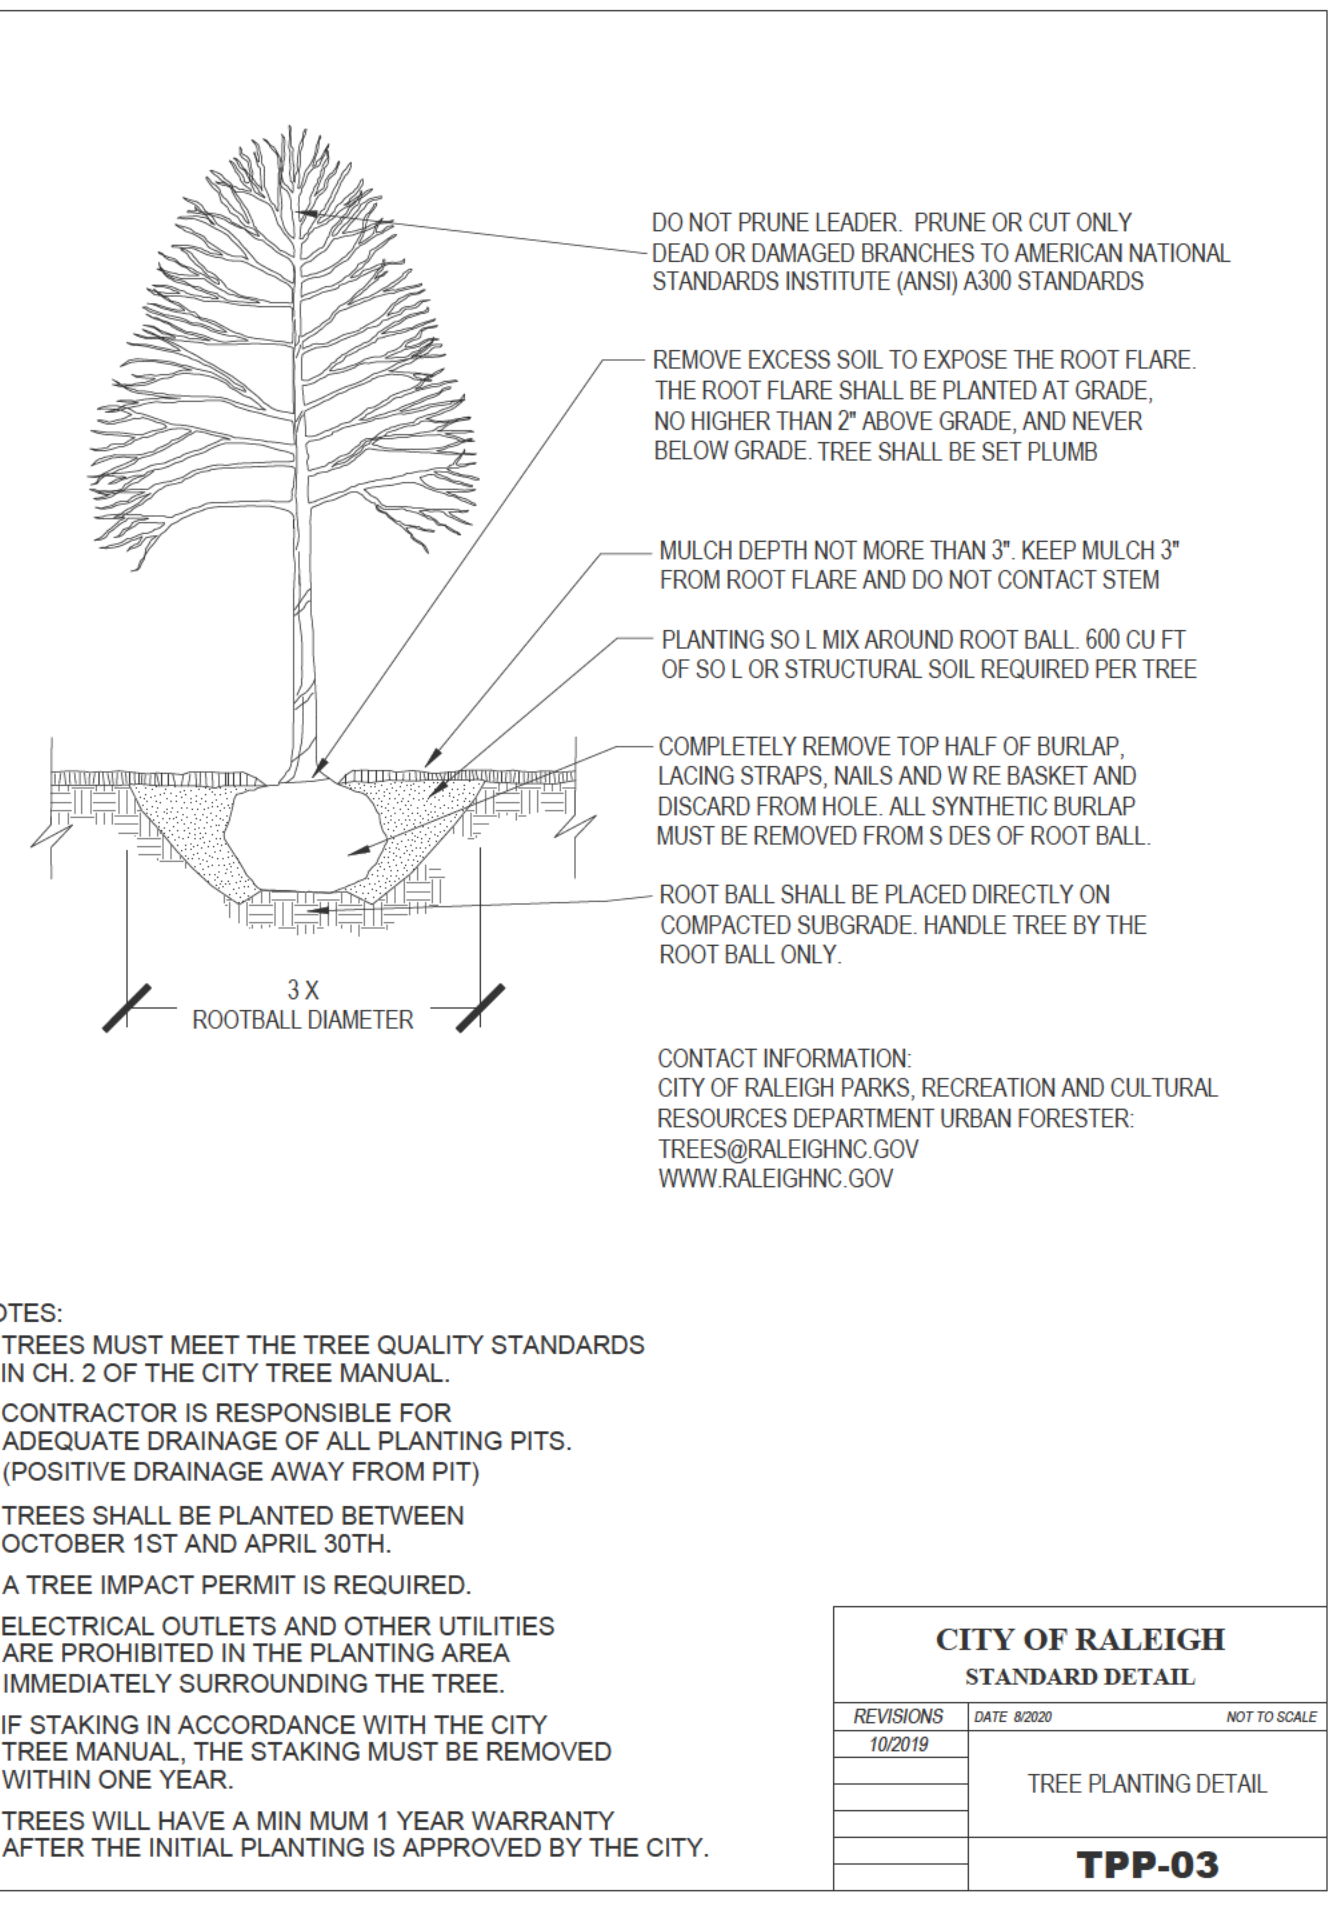 DO NOT PRUNE LEADER. PRUNE OR CUT ONLY
DEAD OR DAMAGED BRANCHES TO AMERICAN NATIONAL
STANDARDS INSTITUTE (ANSI) A300 STANDARDS
REMOVE EXCESS SOIL TO EXPOSE THE ROOT FLARE.
THE ROOT FLARE SHALL BE PLANTED AT GRADE,
NO HIGHER THAN 2" ABOVE GRADE, AND NEVER
BELOW GRADE. TREE SHALL BE SET PLUMB
MULCH DEPTH NOT MORE THAN 3". KEEP MULCH 3"
FROM ROOT FLARE AND DO NOT CONTACT STEM
PLANTING SO L MIX AROUND ROOT BALL. 600 CU FT
OF SO L OR STRUCTURAL SOIL REQUIRED PER TREE
COMPLETELY REMOVE TOP HALF OF BURLAP,
LACING STRAPS, NAILS AND W RE BASKET AND
DISCARD FROM HOLE. ALL SYNTHETIC BURLAP
MUST BE REMOVED FROM S DES OF ROOT BALL.
ROOT BALL SHALL BE PLACED DIRECTLY ON
COMPACTED SUBGRADE. HANDLE TREE BY THE
ROOT BALL ONLY.
3 X
ROOTBALL DIAMETER
CONTACT INFORMATION:
CITY OF RALEIGH PARKS, RECREATION AND CULTURAL
RESOURCES DEPARTMENT URBAN FORESTER:
TREES@RALEIGHNC.GOV
WWW.RALEIGHNC.GOV
OTES:
TREES MUST MEET THE TREE QUALITY STANDARDS
IN CH. 2 OF THE CITY TREE MANUAL.
CONTRACTOR IS RESPONSIBLE FOR
ADEQUATE DRAINAGE OF ALL PLANTING PITS.
(POSITIVE DRAINAGE AWAY FROM PIT)
TREES SHALL BE PLANTED BETWEEN
OCTOBER 1ST AND APRIL 30TH.
A TREE IMPACT PERMIT IS REQUIRED.
ELECTRICAL OUTLETS AND OTHER UTILITIES
ARE PROHIBITED IN THE PLANTING AREA
IMMEDIATELY SURROUNDING THE TREE.
IF STAKING IN ACCORDANCE WITH THE CITY
TREE MANUAL, THE STAKING MUST BE REMOVED
WITHIN ONE YEAR.
TREES WILL HAVE A MIN MUM 1 YEAR WARRANTY
AFTER THE INITIAL PLANTING IS APPROVED BY THE CITY.
CITY OF RALEIGH
STANDARD DETAIL
REVISIONS
DATE 8/2020
NOT TO SCALE
10/2019
TREE PLANTING DETAIL
TPP-03